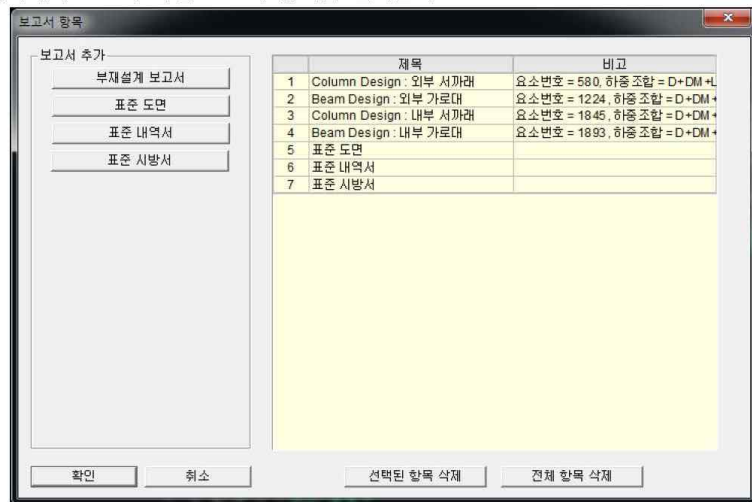 보고서 항목
보고서 추가
부재설계 보고서
표준 도면
표준 내역서
표준 시방서
제목 비고
1 Column Design : 외부 서까래 요소번호 = 580, 하중조합 = D+DM+L
2 Beam Design : 외부 가로대 요소번호 = 1224, 하중조합 = D+DM+
3 Column Design : 내부 서까래 요소번호 = 1845, 하중조합 = D+DM+
4 Beam Design : 내부 가로대 요소번호 = 1893, 하중조합 = D+DM+
5 표준 도면
6 표준 내역서
7 표준 시방서
확인 취소 선택된 항목 삭제 전체 항목 삭제